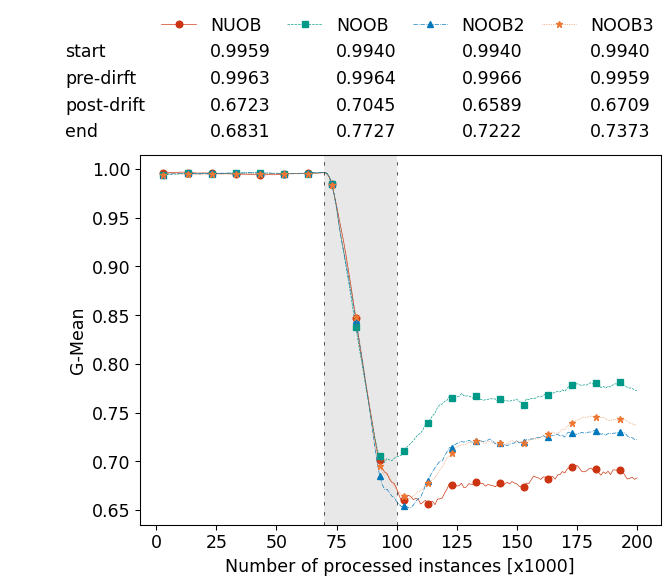 NUOB NOOB NOOB2 NOOB3
start 0.9959 0.9940 0.9940 0.9940
pre-dirft 0.9963 0.9964 0.9966 0.9959
post-drift 0.6723 0.7045 0.6589 0.6709
end 0.6831 0.7727 0.7222 0.7373
1.00
0.95
0.90
0.85
0.80
0.75
0.70
0.65
G-Mean
0 25 50 75 100 125 150 175 200
Number of processed instances [x1000]